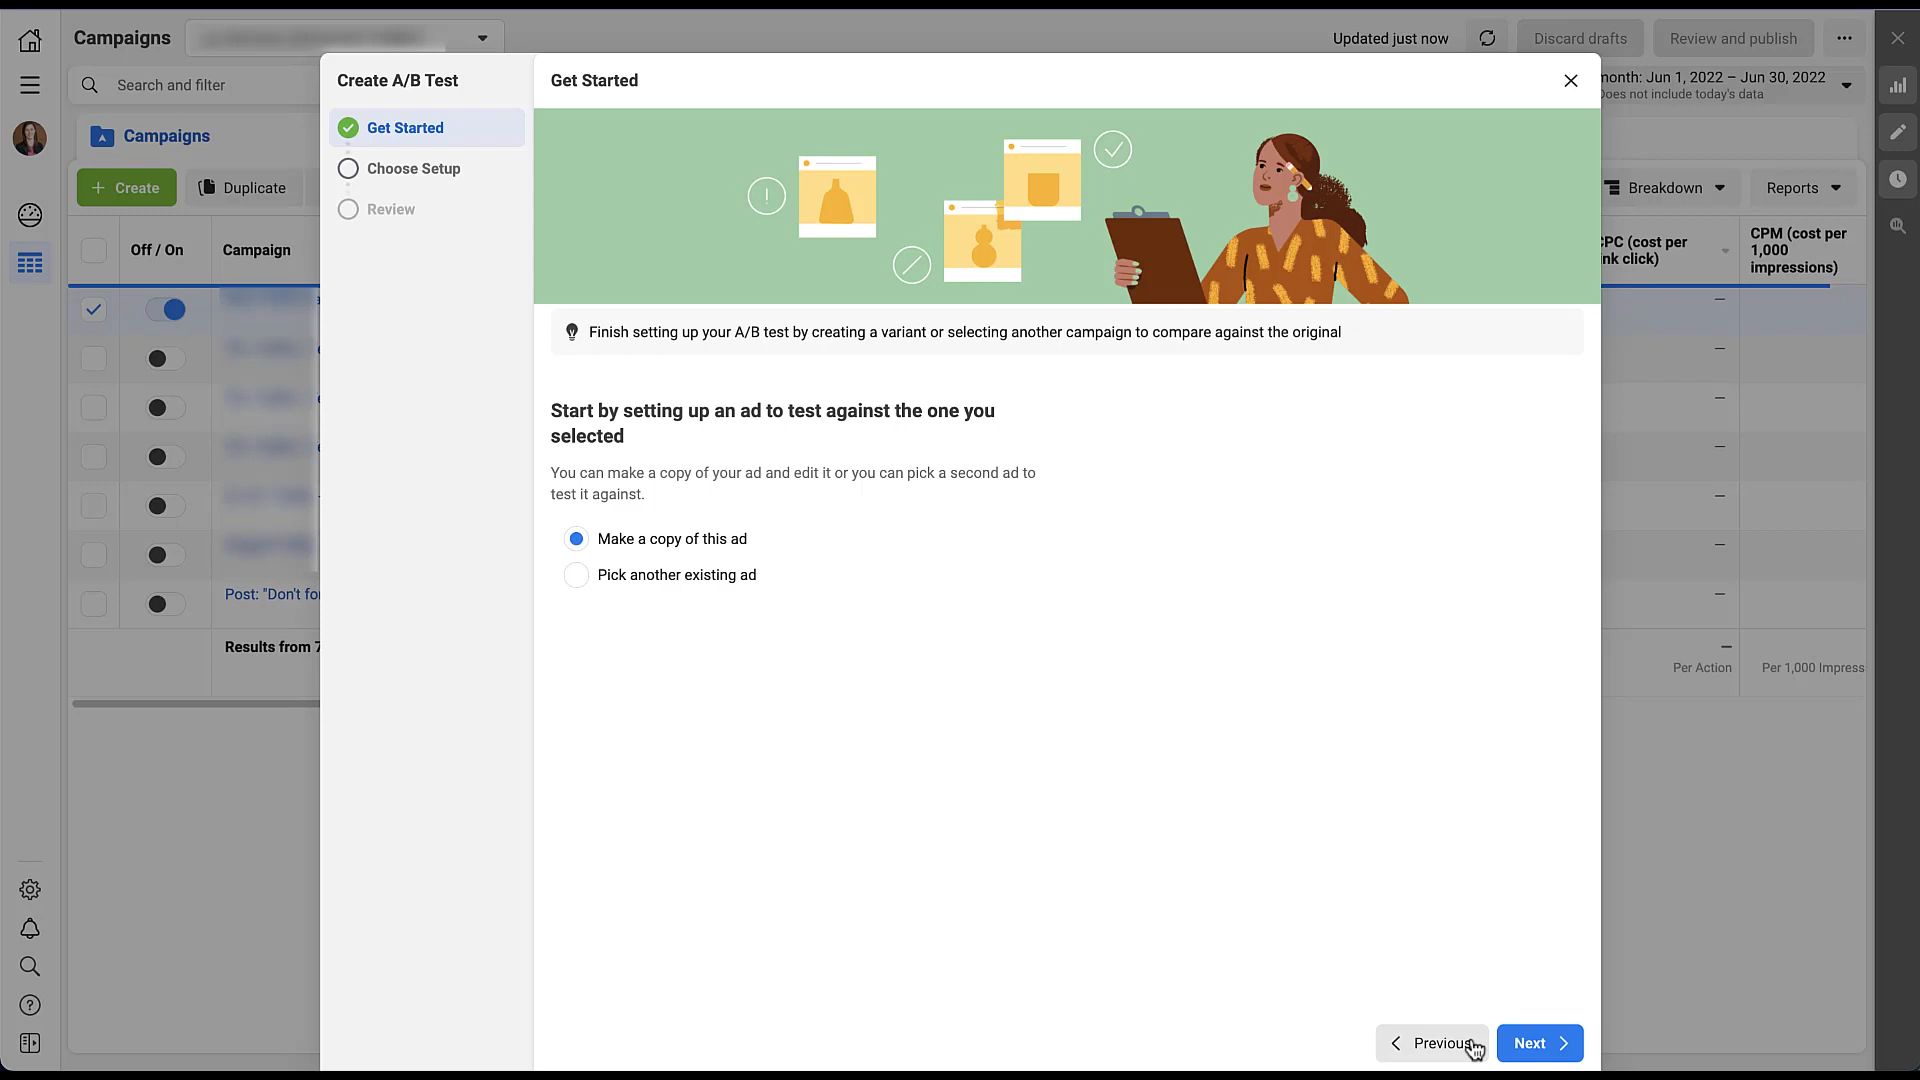 Campaigns
Updated just now
Discard drafts
Review and publish
Search and filter
month: Jun 1, 2022 – Jun 30, 2022
Does not include today's data
Campaigns
Create
Duplicate
Breakdown
Reports
Off / On
Campaign
CPC (cost per
link click)
CPM (cost per
1,000
impressions)
Post: "Don't fo
Results from 7
Per Action
Per 1,000 Impress
Create A/B Test
Get Started
Choose Setup
Review
Get Started
Finish setting up your A/B test by creating a variant or selecting another campaign to compare against the original
Start by setting up an ad to test against the one you
selected
You can make a copy of your ad and edit it or you can pick a second ad to
test it against.
Make a copy of this ad
Pick another existing ad
Previous
Next